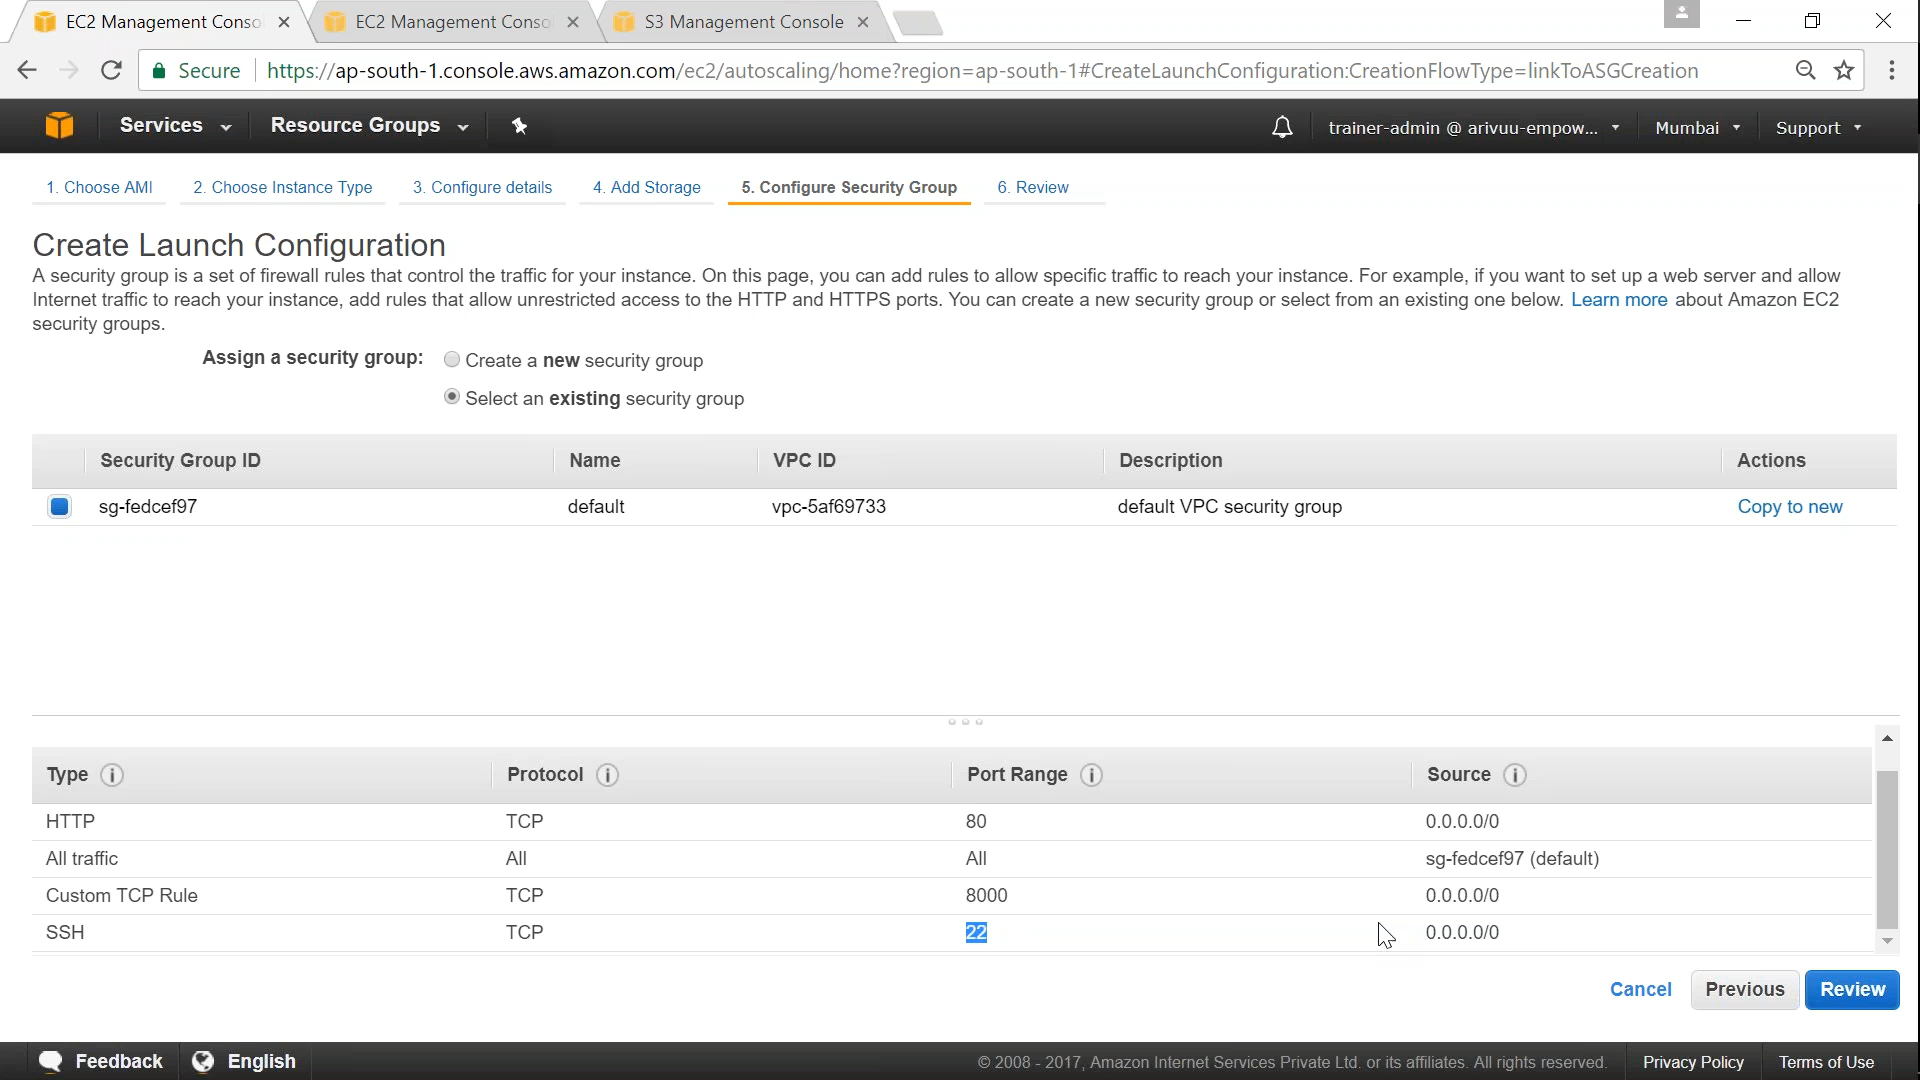 EC2 Management Conso
EC2 Management Conso
S3 Management Console
Secure https://ap-south-1.console.aws.amazon.com/ec2/autoscaling/home?region=ap-south-1#CreateLaunchConfiguration:CreationFlowType=linkToASGCreation
Services Resource Groups trainer-admin @ arivuu-empow... Mumbai Support
1. Choose AMI 2. Choose Instance Type 3. Configure details 4. Add Storage 5. Configure Security Group 6. Review
Create Launch Configuration
A security group is a set of firewall rules that control the traffic for your instance. On this page, you can add rules to allow specific traffic to reach your instance. For example, if you want to set up a web server and allow
Internet traffic to reach your instance, add rules that allow unrestricted access to the HTTP and HTTPS ports. You can create a new security group or select from an existing one below. Learn more about Amazon EC2
security groups.
Assign a security group: Create a new security group
Select an existing security group
Security Group ID Name VPC ID Description Actions
sg-fedcef97 default vpc-5af69733 default VPC security group Copy to new
Type Protocol Port Range Source
HTTP TCP 80 0.0.0.0/0
All traffic All All sg-fedcef97 (default)
Custom TCP Rule TCP 8000 0.0.0.0/0
SSH TCP 22 0.0.0.0/0
Cancel Previous Review
Feedback English © 2008 - 2017, Amazon Internet Services Private Ltd. or its affiliates. All rights reserved. Privacy Policy Terms of Use